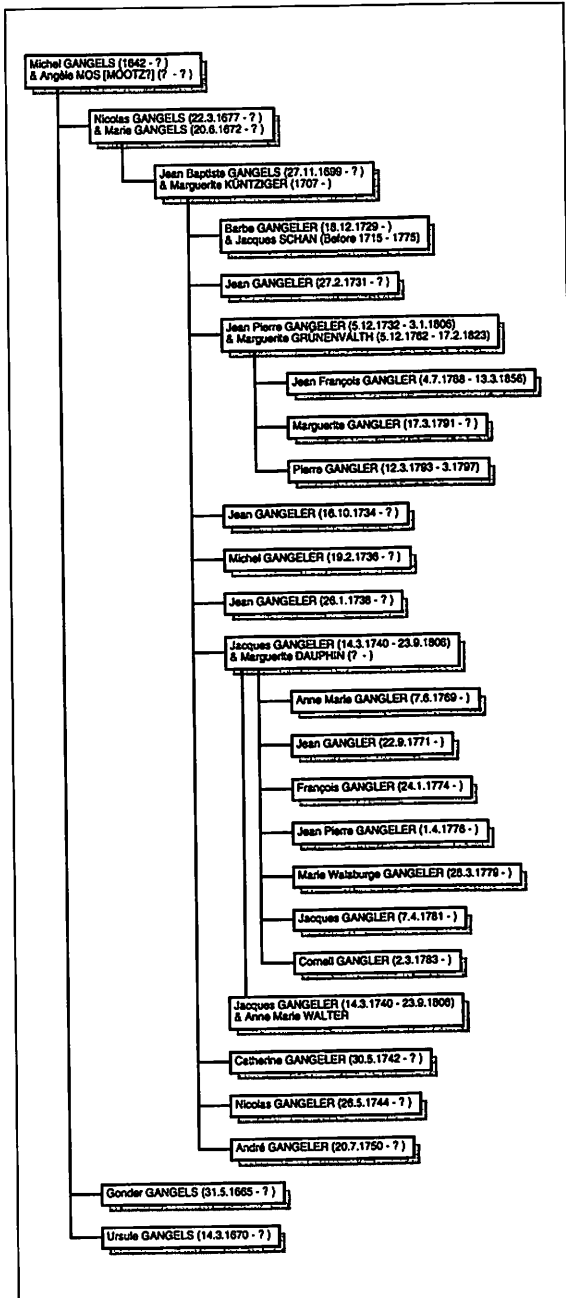 Michel GANGELS (1642 - ? )
& Angèle MOS [MOOTZ?] (? - ? )
Nicolas GANGELS (22.3.1677 - ? )
& Marie GANGELS (20.6.1672 - ? )
Jean Baptiste GANGELS (27.11.1699 - ? )
& Marguerite KÜNTZIGER (1707 - )
Barbe GANGELER (18.12.1729 - )
& Jacques SCHAN (Before 1715 - 1775)
Jean GANGELER (27.2.1731 - ? )
Jean Pierre GANGELER (5.12.1732 - 3.1.1806)
& Marguerite GRÜNENVALTH (5.12.1762 - 17.2.1823)
Jean François GANGLER (4.7.1788 - 13.3.1856)
Marguerite GANGLER (17.3.1791 - ? )
Pierre GANGLER (12.3.1793 - 3.1797)
Jean GANGELER (16.10.1734 - ? )
Michel GANGELER (19.2.1736 - ? )
Jean GANGELER (26.1.1738 - ? )
Jacques GANGELER (14.3.1740 - 23.9.1806)
& Marguerite DAUPHIN (? - )
Anne Marie GANGLER (7.6.1769 - )
Jean GANGLER (22.9.1771 - )
François GANGLER (24.1.1774 - )
Jean Pierre GANGELER (1.4.1776 - )
Marie Walsburge GANGELER (28.3.1779 - )
Jacques GANGLER (7.4.1781 - )
Cornell GANGLER (2.3.1783 - )
Jacques GANGELER (14.3.1740 - 23.9.1806)
& Anne Marie WALTER
Catherine GANGELER (30.5.1742 - ? )
Nicolas GANGELER (26.5.1744 - ? )
André GANGELER (20.7.1750 - ? )
Gonder GANGELS (31.5.1665 - ? )
Ursule GANGELS (14.3.1670 - ? )